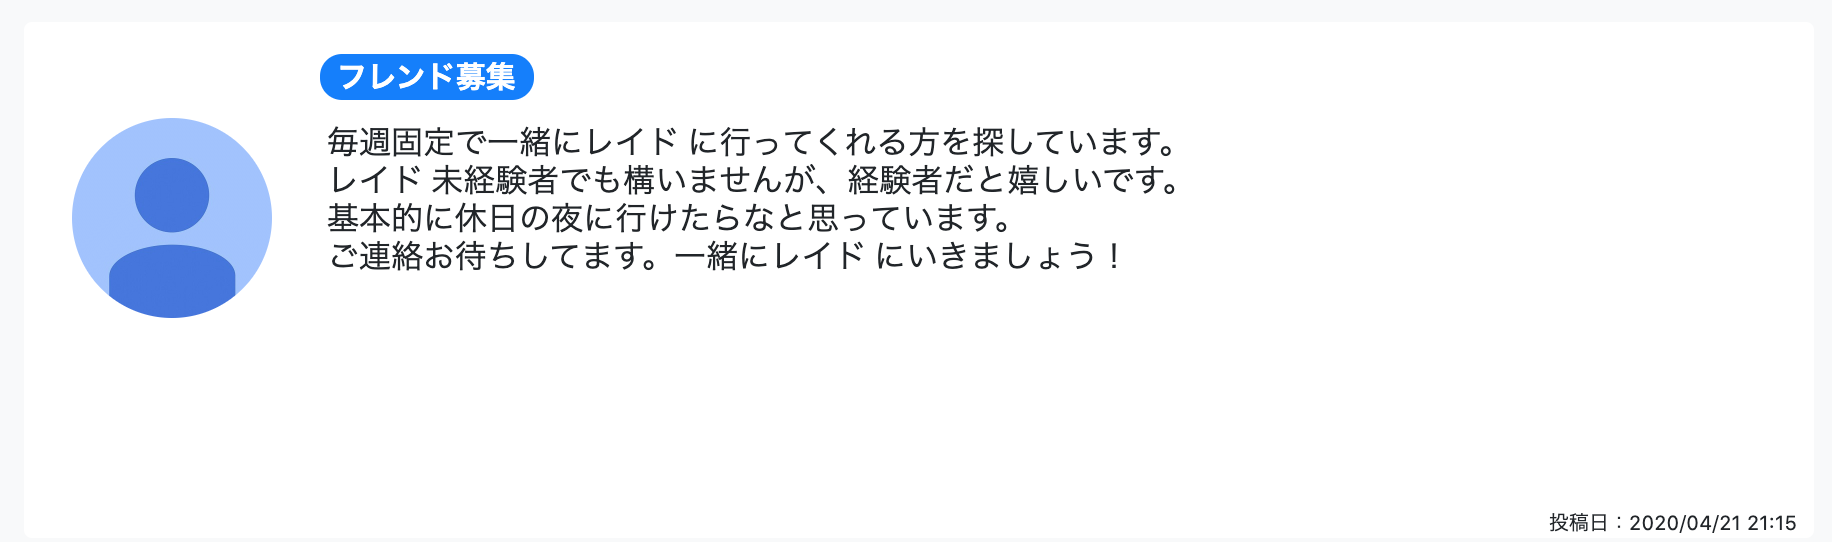 フレンド募集
毎週固定で一緒にレイド に行ってくれる方を探しています。
レイド 未経験者でも構いませんが、経験者だと嬉しいです。
基本的に休日の夜に行けたらなと思っています。
ご連絡お待ちしてます。一緒にレイド にいきましょう！
投稿日：2020/04/21 21:15